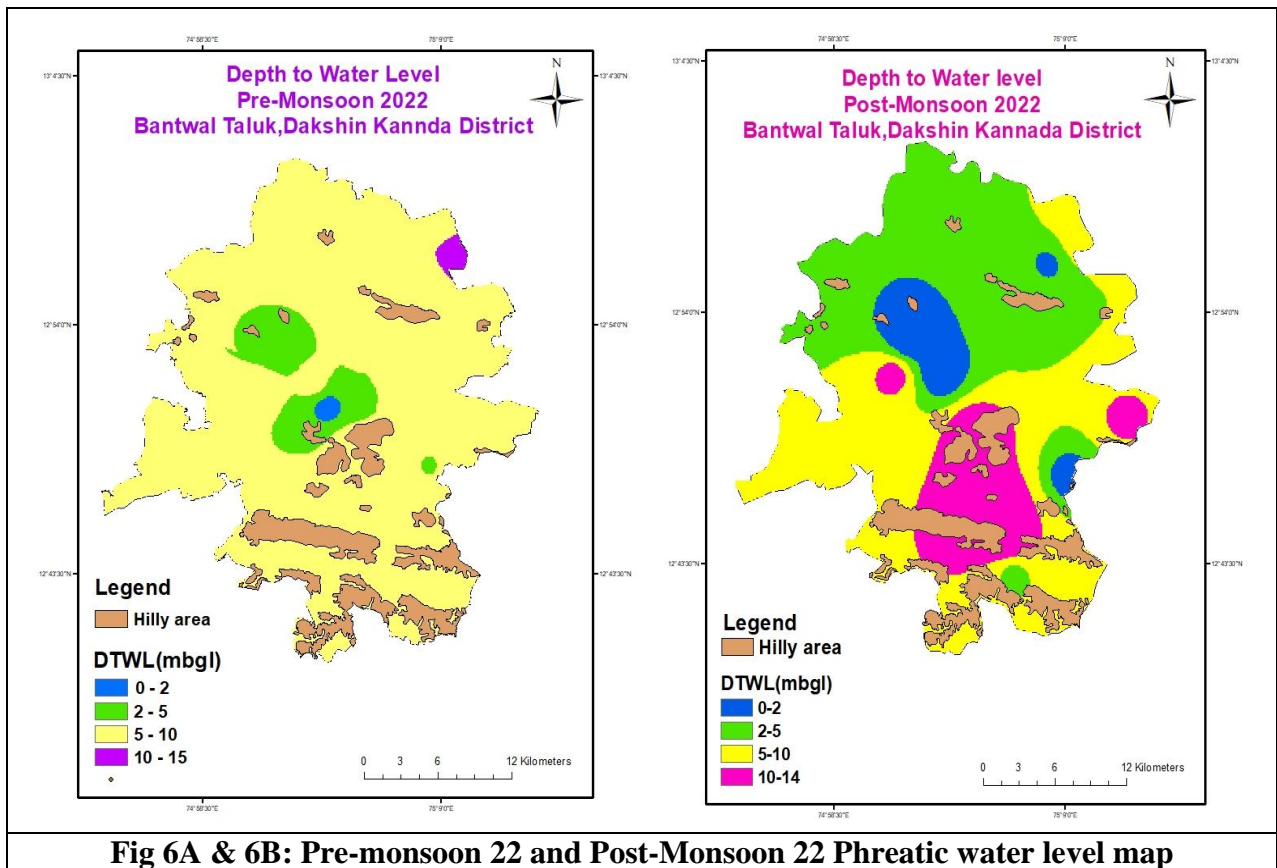 74° 58'30"E
75°9'0"E
13°4'30"N
Depth to Water Level
Pre-Monsoon 2022
Bantwal Taluk,Dakshin Kannda District
N
12°54'0"N
12°54'0"N
12°43'30"N
12°43'30"N
Legend
Hilly area
DTWL(mbgl)
0 - 2
2 - 5
5 - 10
10 - 15
0 3 6 12 Kilometers
74° 58'30"E
75°9'0"E
74° 58'30"E
75°9'0"E
13°4'30"N
13°4'30"N
Depth to Water level
Post-Monsoon 2022
Bantwal Taluk,Dakshin Kannada District
N
12°54'0"N
12°54'0"N
12°43'30"N
12°43'30"N
Legend
Hilly area
DTWL(mbgl)
0-2
2-5
5-10
10-14
0 3 6 12 Kilometers
74° 58'30"E
75°9'0"E
Fig 6A & 6B: Pre-monsoon 22 and Post-Monsoon 22 Phreatic water level map